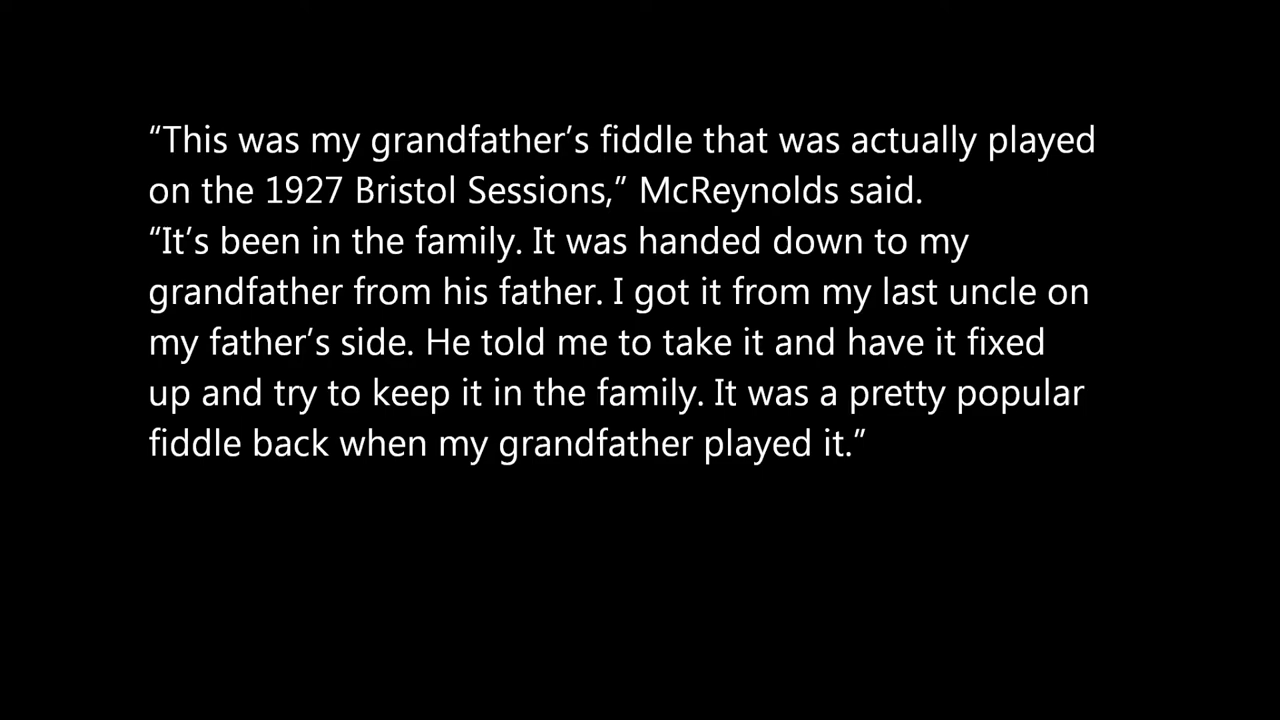 “This was my grandfather’s fiddle that was actually played
on the 1927 Bristol Sessions,” McReynolds said.
“It’s been in the family. It was handed down to my
grandfather from his father. I got it from my last uncle on
my father’s side. He told me to take it and have it fixed
up and try to keep it in the family. It was a pretty popular
fiddle back when my grandfather played it.”